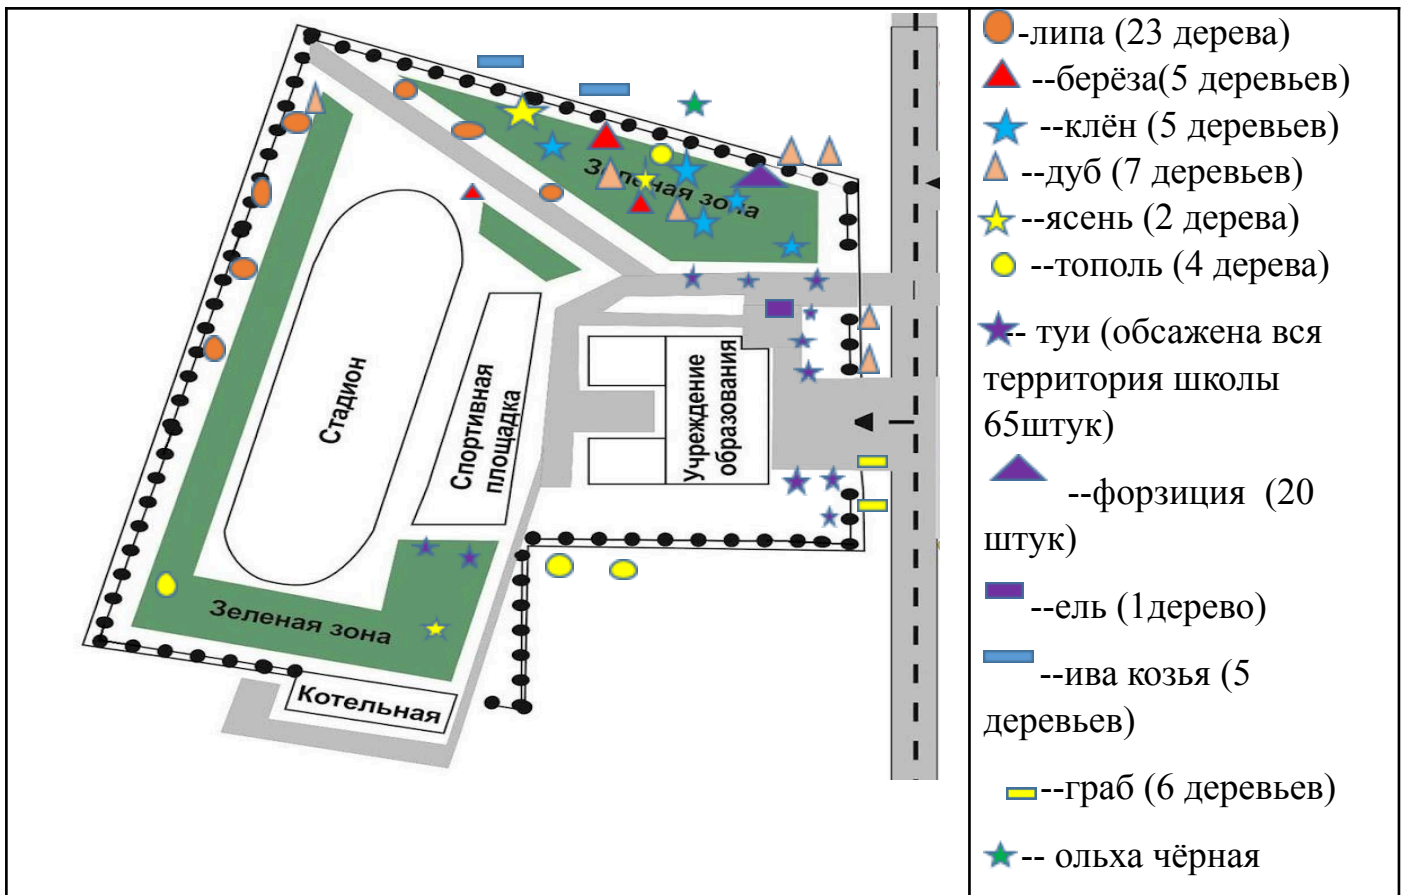 Зеленая зона
Стадион
Спортивная
площадка
Учреждение
образования
Зеленая зона
Котельная
-липа (23 дерева)
--берёза(5 деревьев)
--клён (5 деревьев)
--дуб (7 деревьев)
--ясень (2 дерева)
--тополь (4 дерева)
-- туи (обсажена вся
территория школы
65штук)
--форзиция (20
штук)
--ель (1дерево)
--ива козья (5
деревьев)
--граб (6 деревьев)
-- ольха чёрная